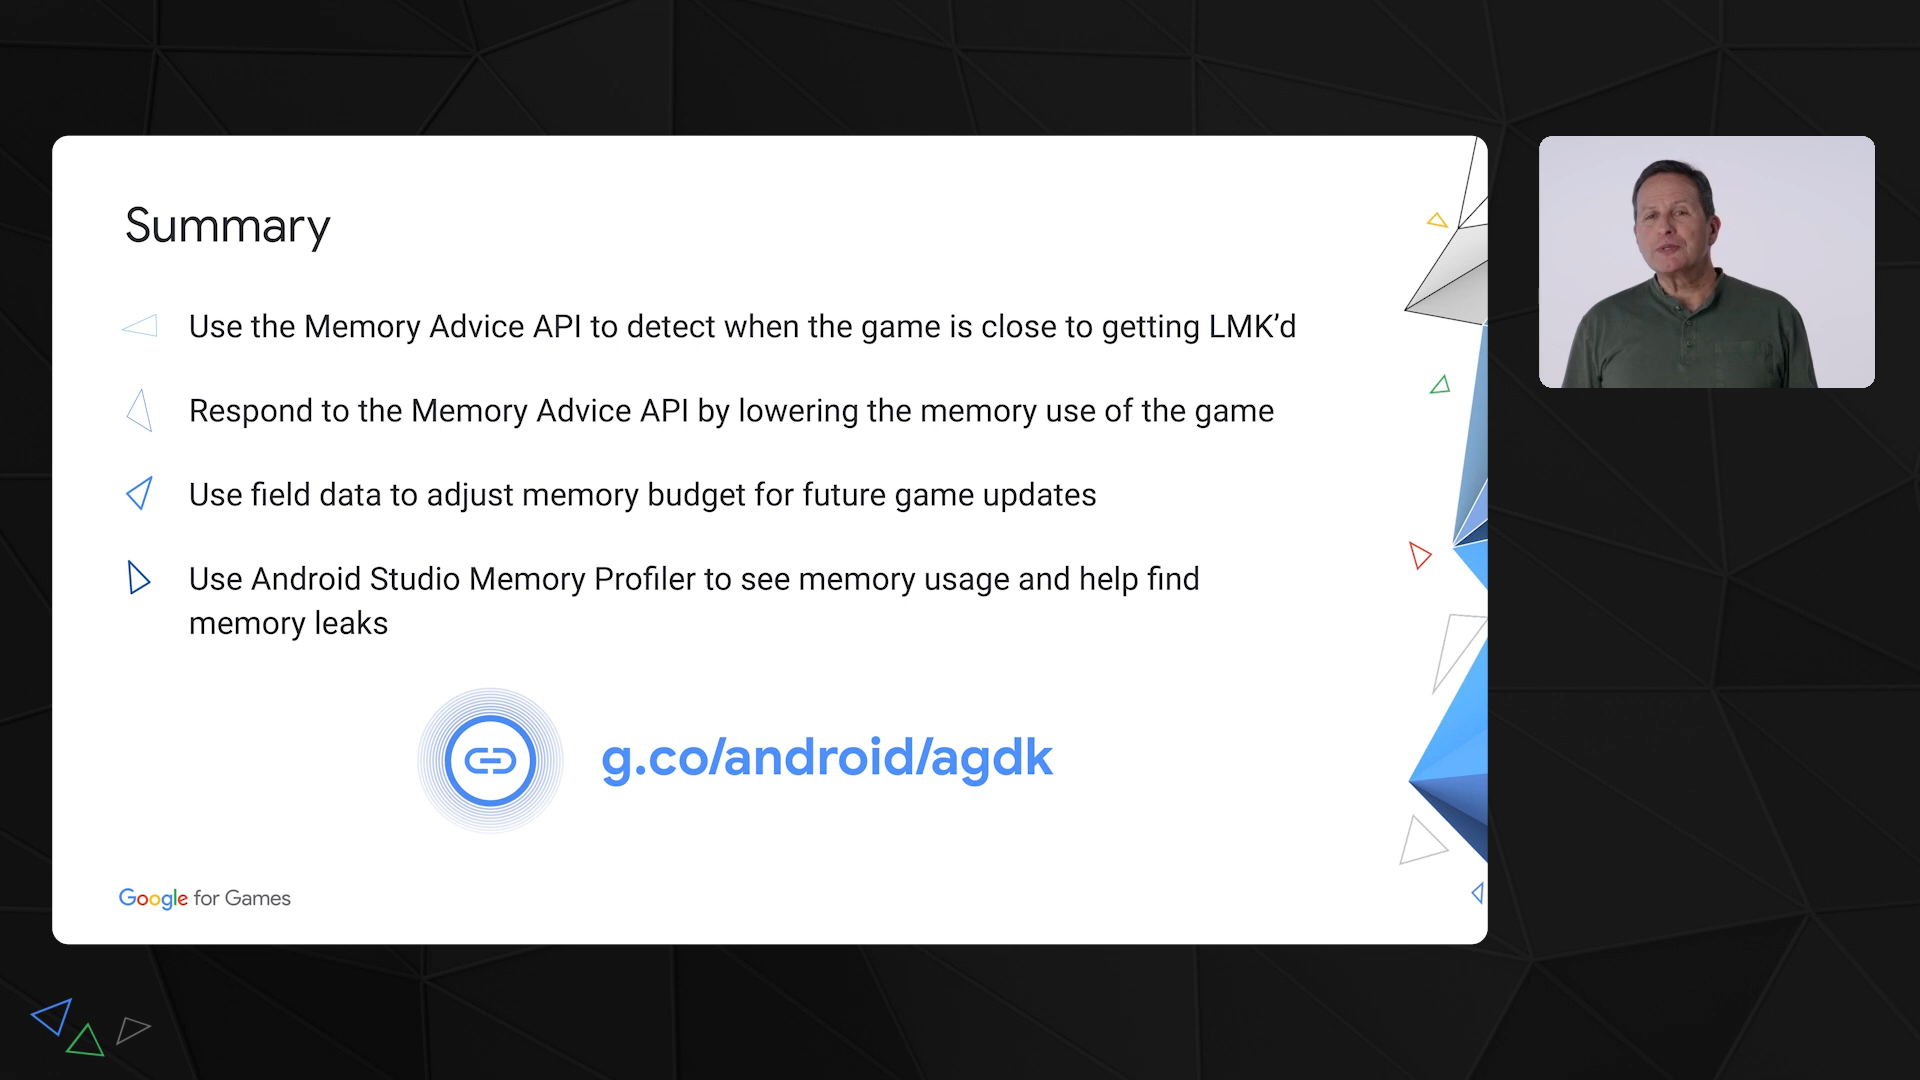 Summary
Use the Memory Advice API to detect when the game is close to getting LMK’d
Respond to the Memory Advice API by lowering the memory use of the game
Use field data to adjust memory budget for future game updates
Use Android Studio Memory Profiler to see memory usage and help find
memory leaks
g.co/android/agdk
Google for Games